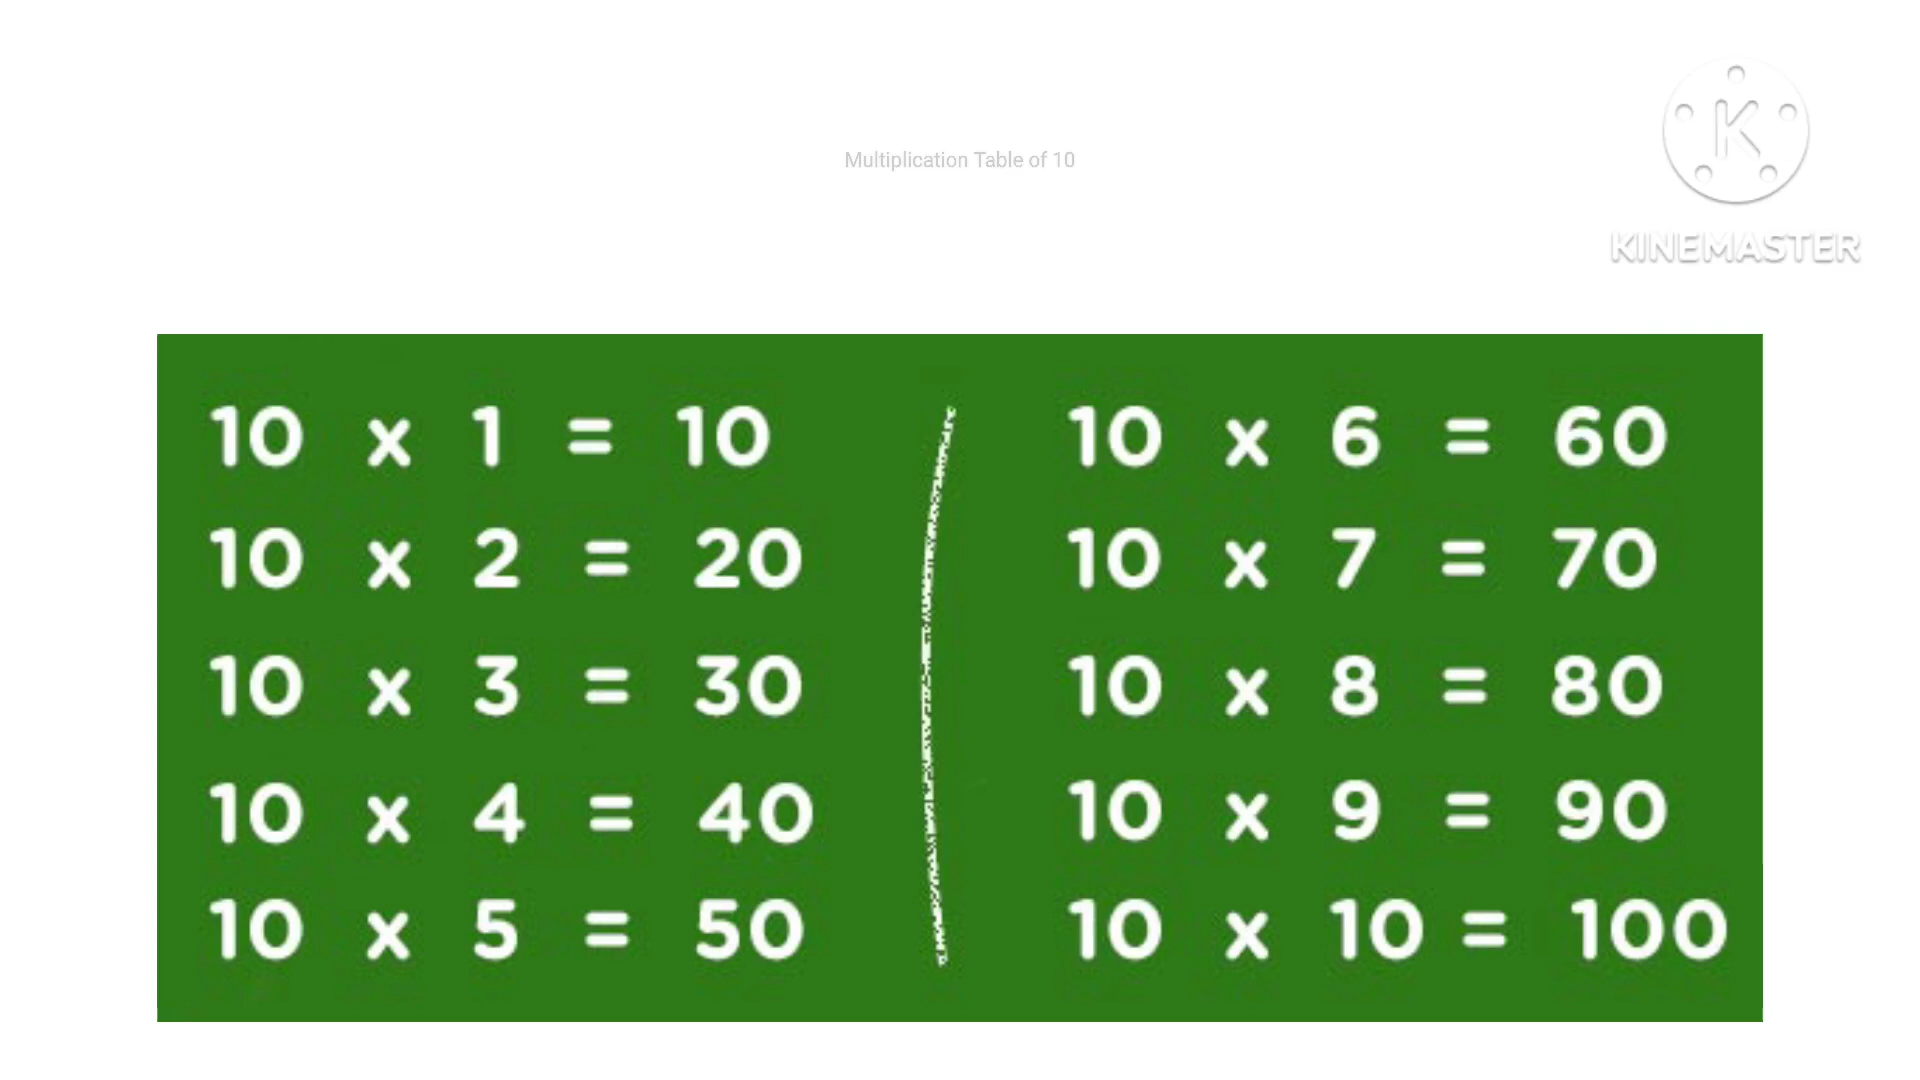 Multiplication Table of 10
K
KINEMASTER
10 x 1 = 10
10 x 2 = 20
10 x 3 = 30
10 x 4 = 40
10 x 5 = 50
10 x 6 = 60
10 x 7 = 70
10 x 8 = 80
10 x 9 = 90
10 x 10 = 100